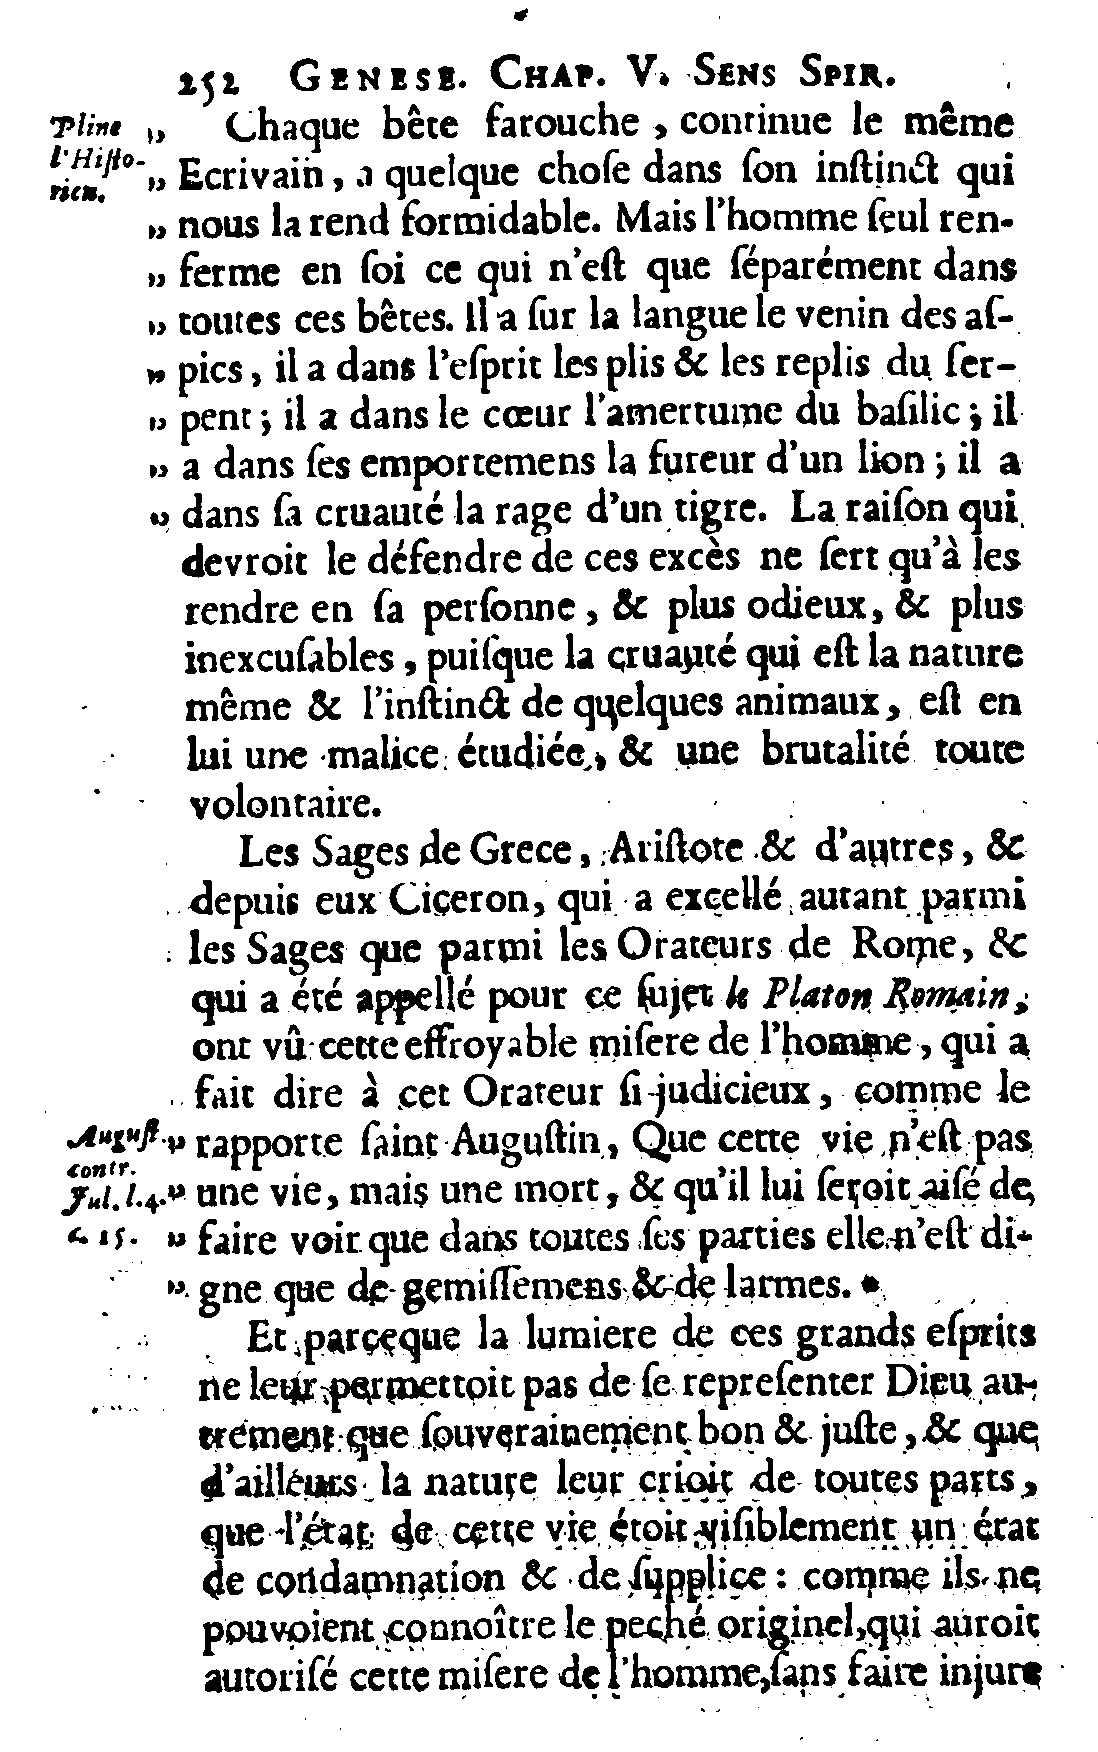 252 GENESE. CHAP. V. SENS SPIR.
Pline l'Historien.
„ Chaque bête farouche, continue le même
„ Ecrivain, a quelque choſe dans ſon inſtinct qui
„ nous la rend formidable. Mais l'homme ſeul ren-
„ ferme en ſoi ce qui n'eſt que ſéparément dans
„ toutes ces bêtes. Il a ſur la langue le venin des aſ-
„ pics, il a dans l'eſprit les plis & les replis du ſer-
„ pent; il a dans le cœur l'amertume du baſilic; il
„ a dans ſes emportemens la fureur d'un lion; il a
„ dans ſa cruauté la rage d'un tigre. La raiſon qui
devroit le défendre de ces excès ne ſert qu'à les
rendre en ſa perſonne, & plus odieux, & plus
inexcuſables, puiſque la cruauté qui eſt la nature
même & l'inſtinct de quelques animaux, eſt en
lui une malice étudiée, & une brutalité toute
volontaire.
Les Sages de Grece, Ariſtote & d'autres, &
depuis eux Ciceron, qui a excellé autant parmi
les Sages que parmi les Orateurs de Rome, &
qui a été appellé pour ce ſujet le Platon Romain,
ont vû cette effroyable miſere de l'homme, qui a
fait dire à cet Orateur ſi judicieux, comme le
Auguſt. contr. Jul. l. 4. c. 15.
„ rapporte ſaint Auguſtin, Que cette vie n'eſt pas
„ une vie, mais une mort, & qu'il lui ſeroit aiſé de
„ faire voir que dans toutes ſes parties elle n'eſt di-
„ gne que de gemiſſemens & de larmes.
Et parceque la lumiere de ces grands eſprits
ne leur permettoit pas de ſe repreſenter Dieu au-
trement que ſouverainement bon & juſte, & que
d'ailleurs la nature leur crioit de toutes parts,
que l'état de cette vie étoit viſiblement un état
de condamnation & de ſupplice : comme ils ne
pouvoient connoître le peché originel, qui auroit
autoriſé cette miſere de l'homme, ſans faire injure